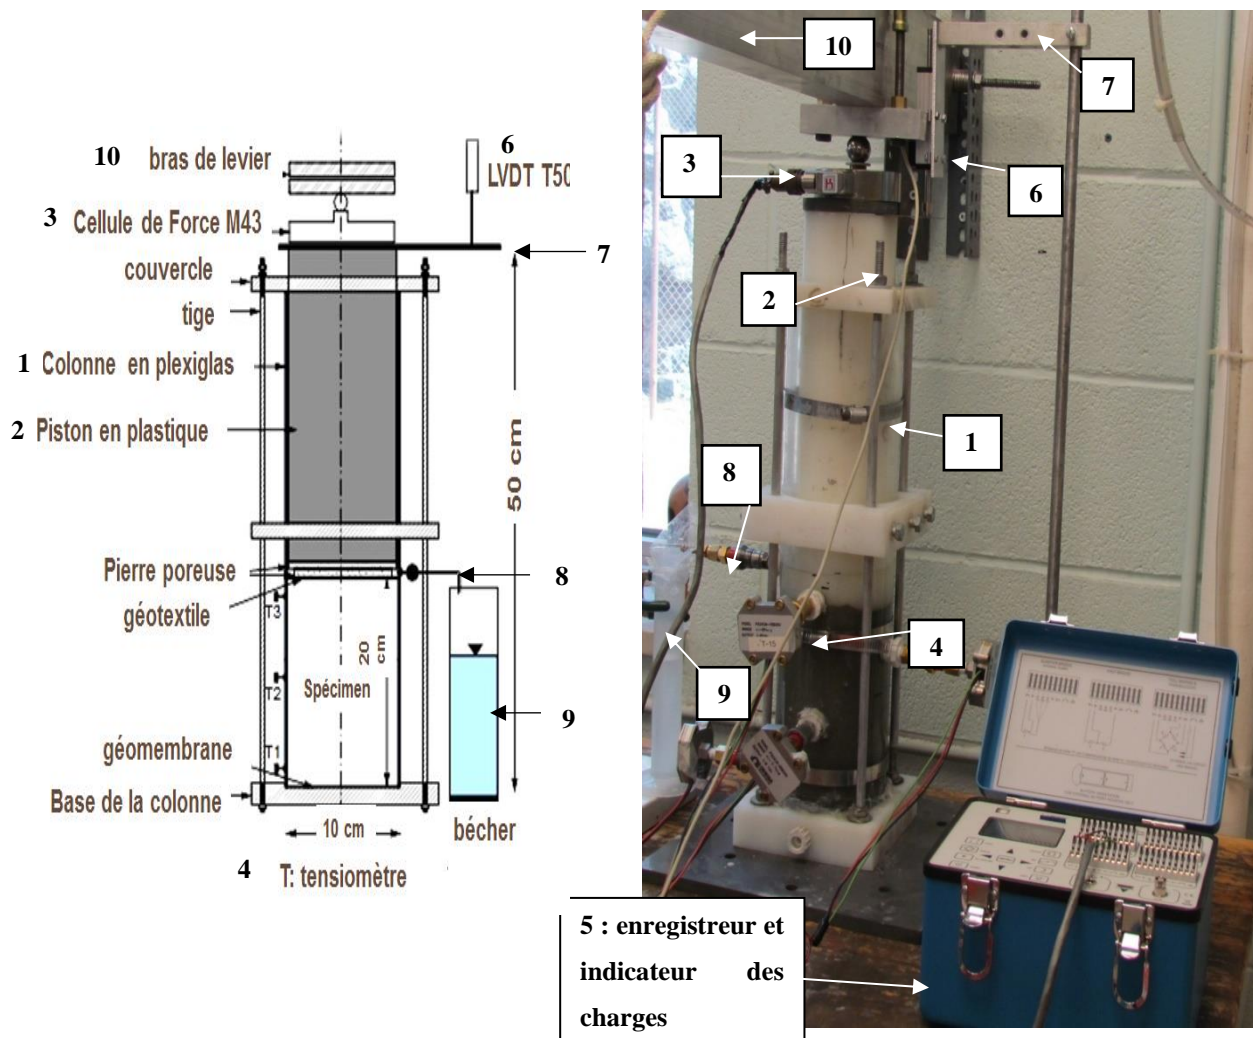 10 bras de levier
6
LVDT T50
3 Cellule de Force M43
couvercle
7
tige
1 Colonne en plexiglas
2 Piston en plastique
50 cm
Pierre poreuse
8
géotextile
T3
20 cm
T2
Spécimen
9
géomembrane
T1
Base de la colonne
10 cm
bécher
4 T: tensiomètre
10
7
3
6
2
1
8
4
9
5 : enregistreur et
indicateur des
charges